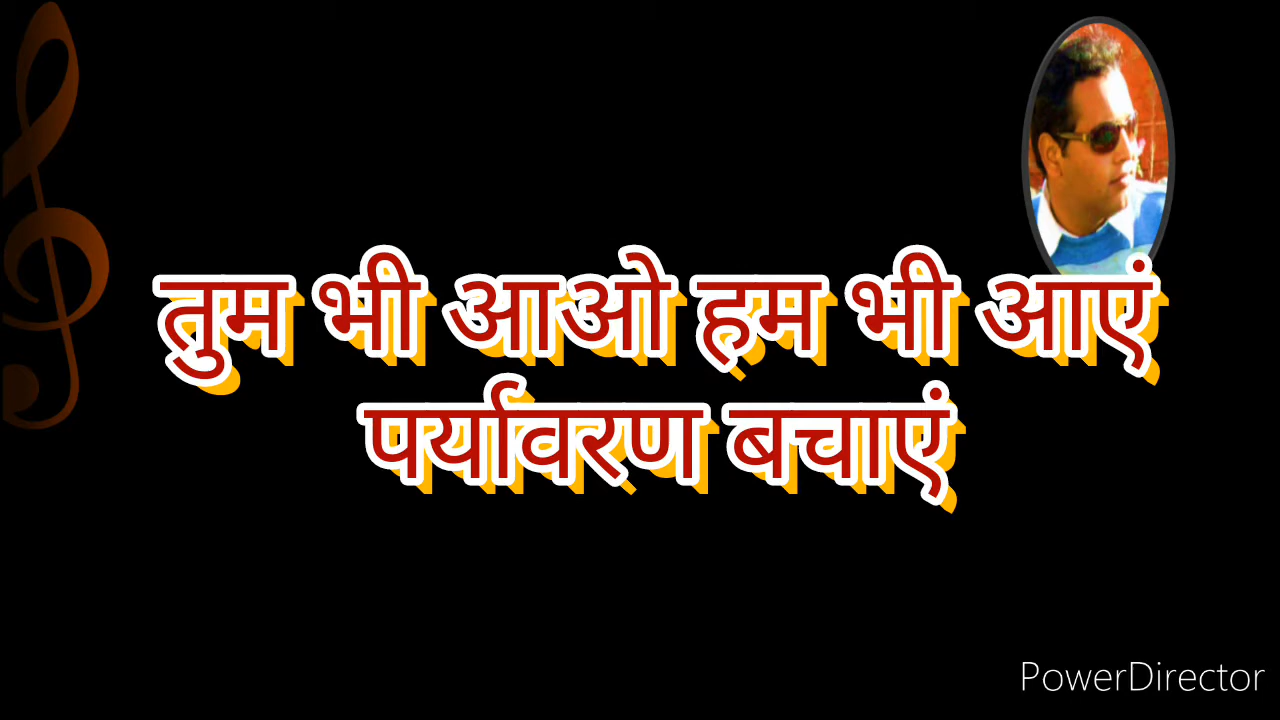 तुम भी आओ हम भी आएं
पर्यावरण बचाएं
PowerDirector